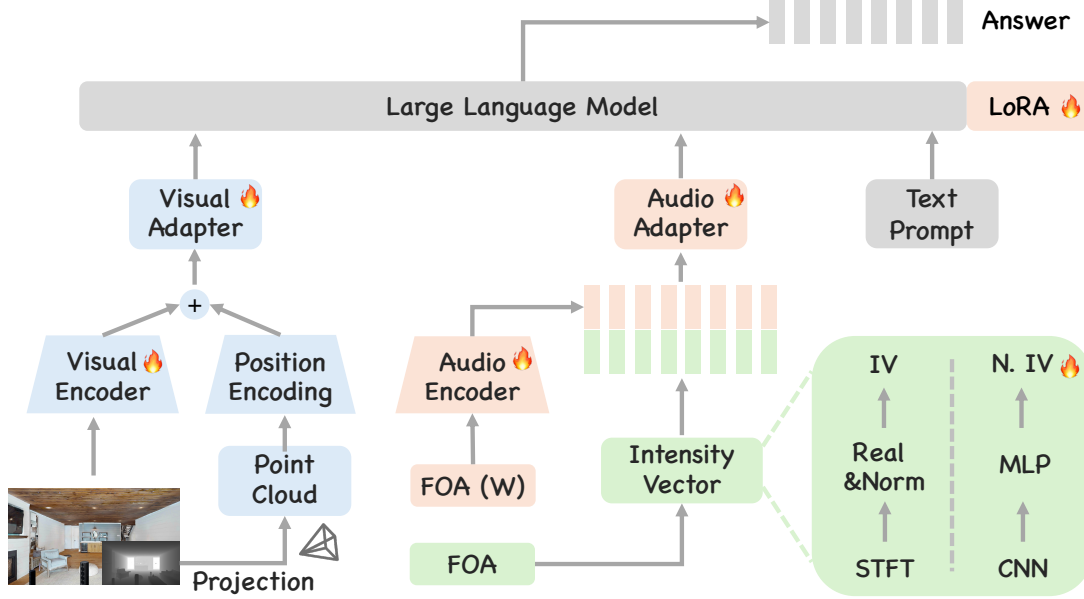 Answer
Large Language Model
LoRA
Visual
Adapter
Audio
Adapter
Text
Prompt
+
Visual
Encoder
Position
Encoding
Audio
Encoder
IV
N. IV
Point
Cloud
FOA (W)
Intensity
Vector
Real
&Norm
MLP
Projection
FOA
STFT
CNN